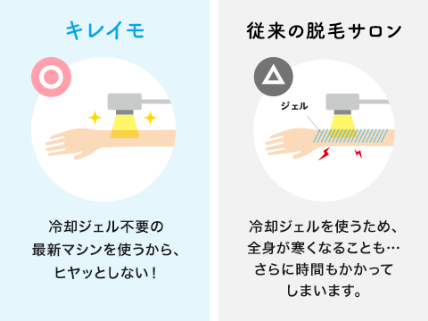 キレイモ
冷却ジェル不要の
最新マシンを使うから、
ヒヤッとしない！
従来の脱毛サロン
ジェル
冷却ジェルを使うため、
全身が寒くなることも…
さらに時間もかかって
しまいます。